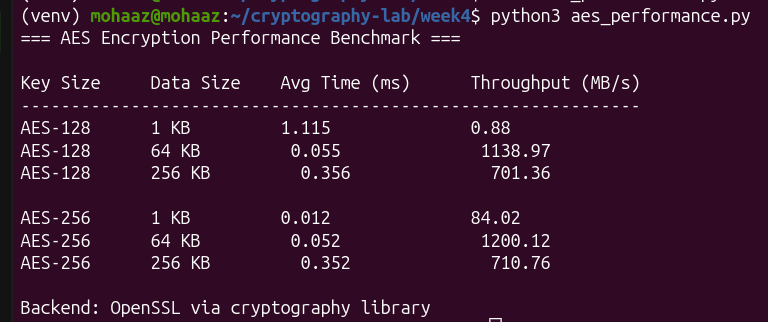 (venv) mohaaz@mohaaz:~/cryptography-lab/week4$ python3 aes_performance.py
=== AES Encryption Performance Benchmark ===
Key Size Data Size Avg Time (ms) Throughput (MB/s)
--------------------------------------------------------------
AES-128 1 KB 1.115 0.88
AES-128 64 KB 0.055 1138.97
AES-128 256 KB 0.356 701.36
AES-256 1 KB 0.012 84.02
AES-256 64 KB 0.052 1200.12
AES-256 256 KB 0.352 710.76
Backend: OpenSSL via cryptography library